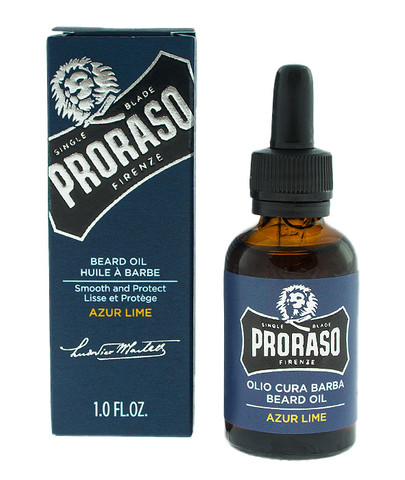 SINGLE BLADE
PRORASO
FIRENZE
BEARD OIL
HUILE À BARBE
Smooth and Protect
Lisse et Protège
AZUR LIME
1.0 FL.OZ.
SINGLE BLADE
PRORASO
FIRENZE
OLIO CURA BARBA
BEARD OIL
AZUR LIME